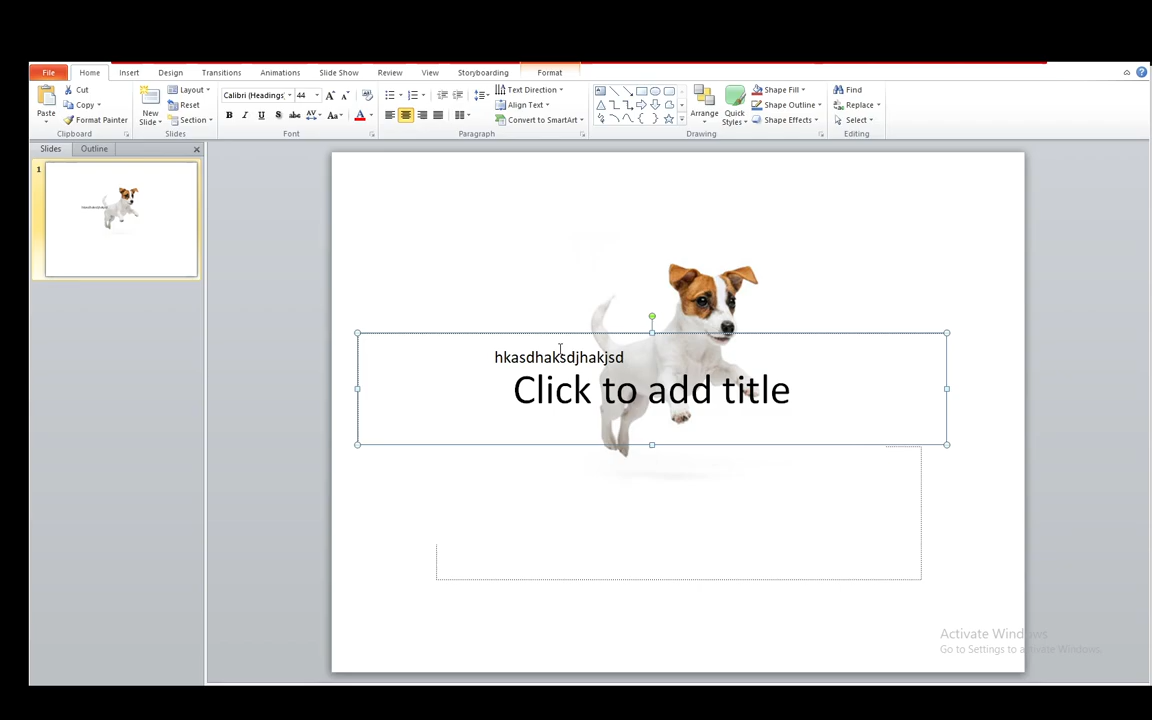 File Home Insert Design Transitions Animations Slide Show Review View Storyboarding Format
Paste
Cut
Copy
Format Painter
Clipboard
New
Slide
Layout
Reset
Section
Slides
Calibri (Headings) 44
B I U S abc AV Aa A
Font
Text Direction
Align Text
Convert to SmartArt
Paragraph
Arrange
Quick
Styles
Shape Fill
Shape Outline
Shape Effects
Drawing
Find
Replace
Select
Editing
Slides Outline
1
hkasdhaksdjhakjsd
Click to add title
Activate Windows
Go to Settings to activate Windows.